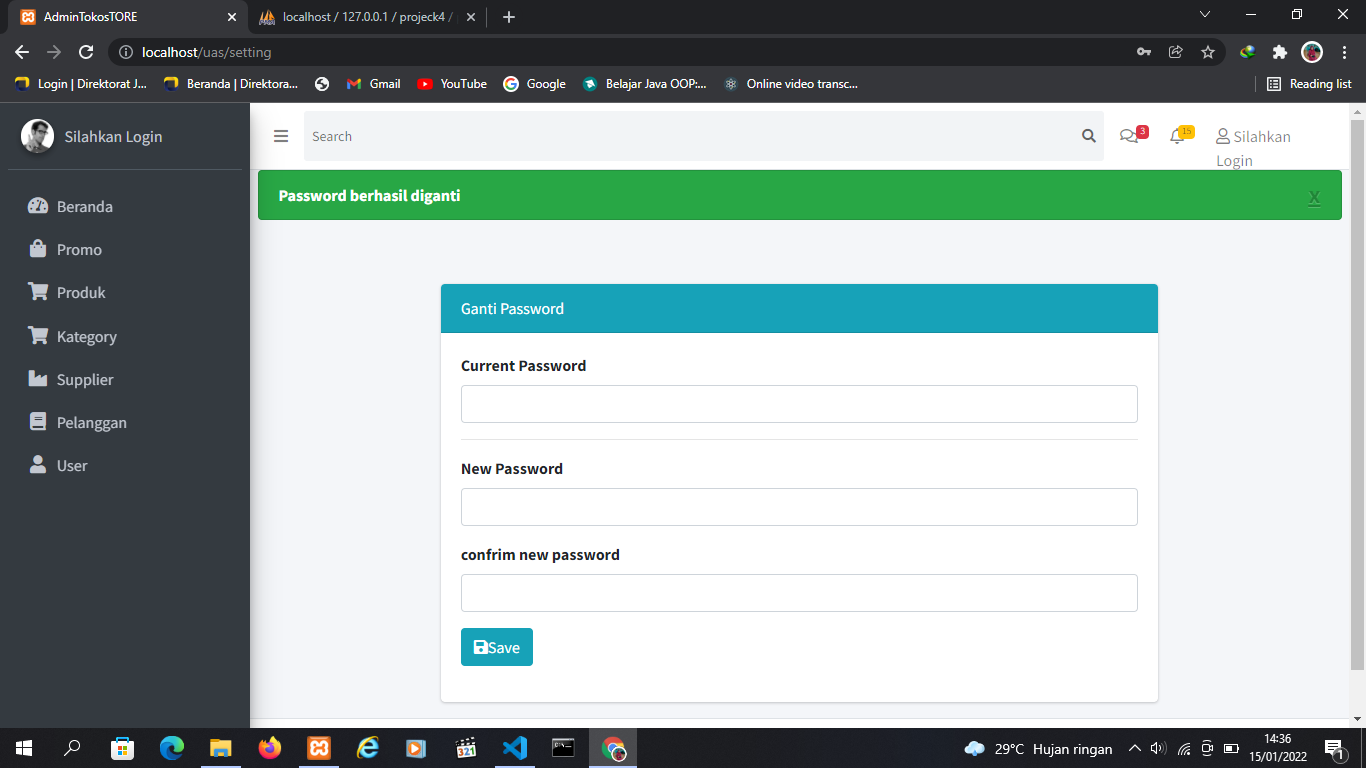 AdminTokosTORE
localhost / 127.0.0.1 / projeck4 /
localhost/uas/setting
Login | Direktorat J...
Beranda | Direktora...
Gmail
YouTube
Google
Belajar Java OOP:...
Online video transc...
Reading list
Silahkan Login
Beranda
Promo
Produk
Kategory
Supplier
Pelanggan
User
Search
3
15
Silahkan
Login
Password berhasil diganti
X
Ganti Password
Current Password
New Password
confrim new password
Save
321
29°C Hujan ringan
14:36
15/01/2022
1